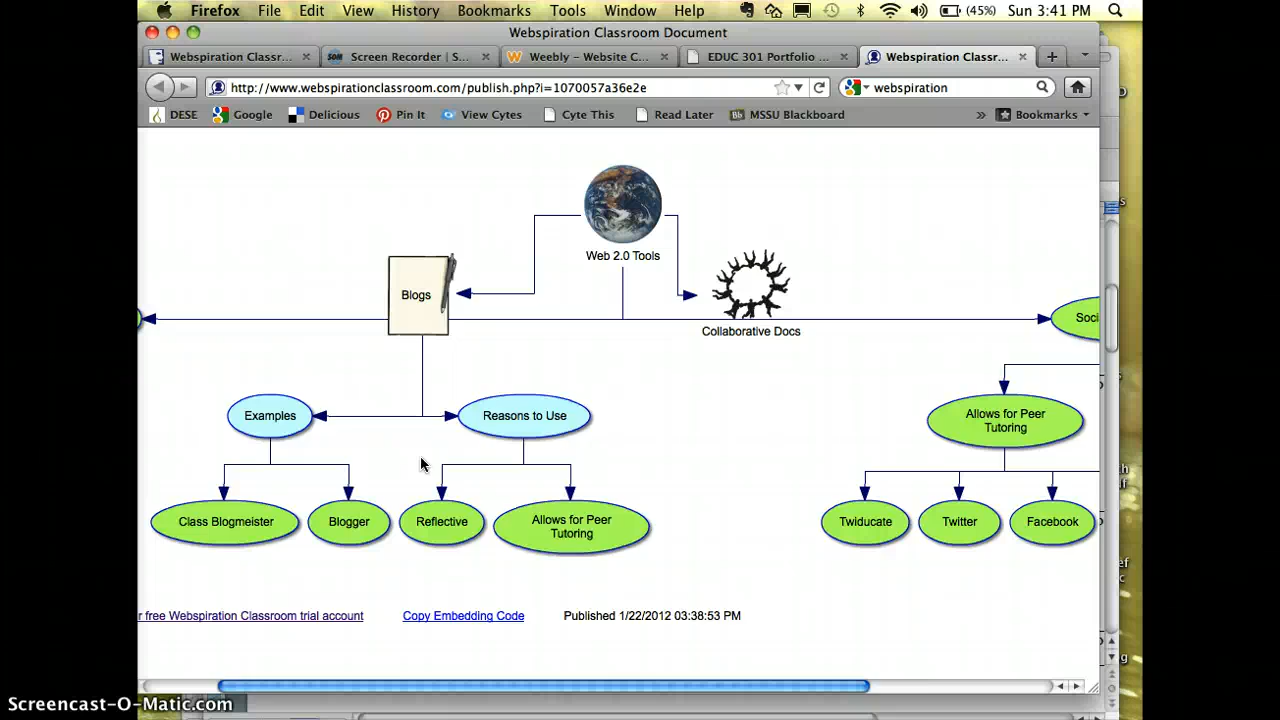 Firefox File Edit View History Bookmarks Tools Window Help (45%) Sun 3:41 PM
Webspiration Classroom Document
Webspiration Classr... Screen Recorder | S... Weebly - Website C... EDUC 301 Portfolio ... Webspiration Classr...
http://www.webspirationclassroom.com/publish.php?i=1070057a36e2e webspiration
DESE Google Delicious Pin It View Cytes Cyte This Read Later MSSU Blackboard » Bookmarks
Web 2.0 Tools
Blogs
Soci
Collaborative Docs
Examples
Reasons to Use
Allows for Peer
Tutoring
Class Blogmeister
Blogger
Reflective
Allows for Peer
Tutoring
Twiducate
Twitter
Facebook
r free Webspiration Classroom trial account Copy Embedding Code Published 1/22/2012 03:38:53 PM
Screencast-O-Matic.com